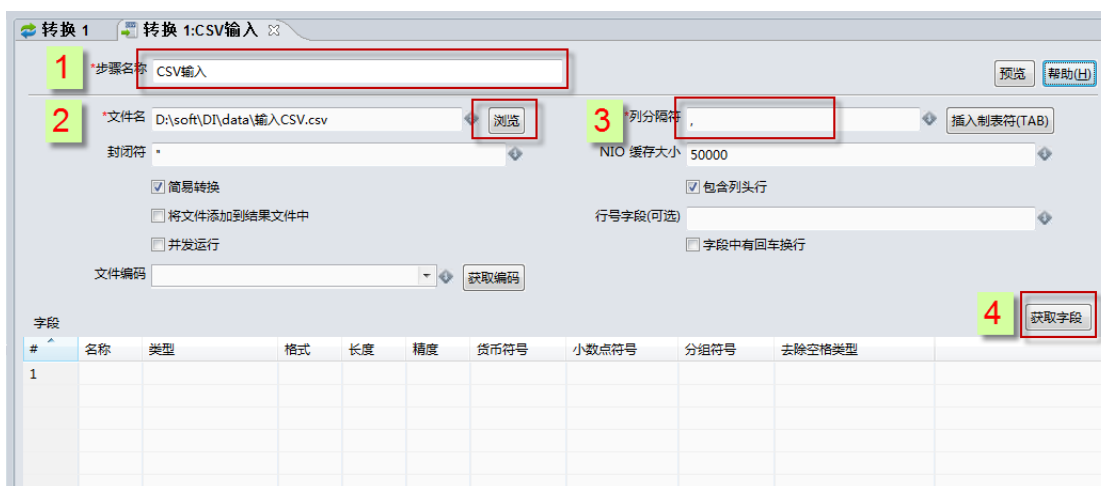 转换 1 转换 1:CSV输入
1 *步骤名称 CSV输入 预览 帮助(H)
2 *文件名 D:\soft\DI\data\输入CSV.csv 浏览 3 *列分隔符 , 插入制表符(TAB)
封闭符 " NIO 缓存大小 50000
简易转换 包含列头行
将文件添加到结果文件中 行号字段(可选)
并发运行 字段中有回车换行
文件编码 获取编码
4 获取字段
字段
# 名称 类型 格式 长度 精度 货币符号 小数点符号 分组符号 去除空格类型
1